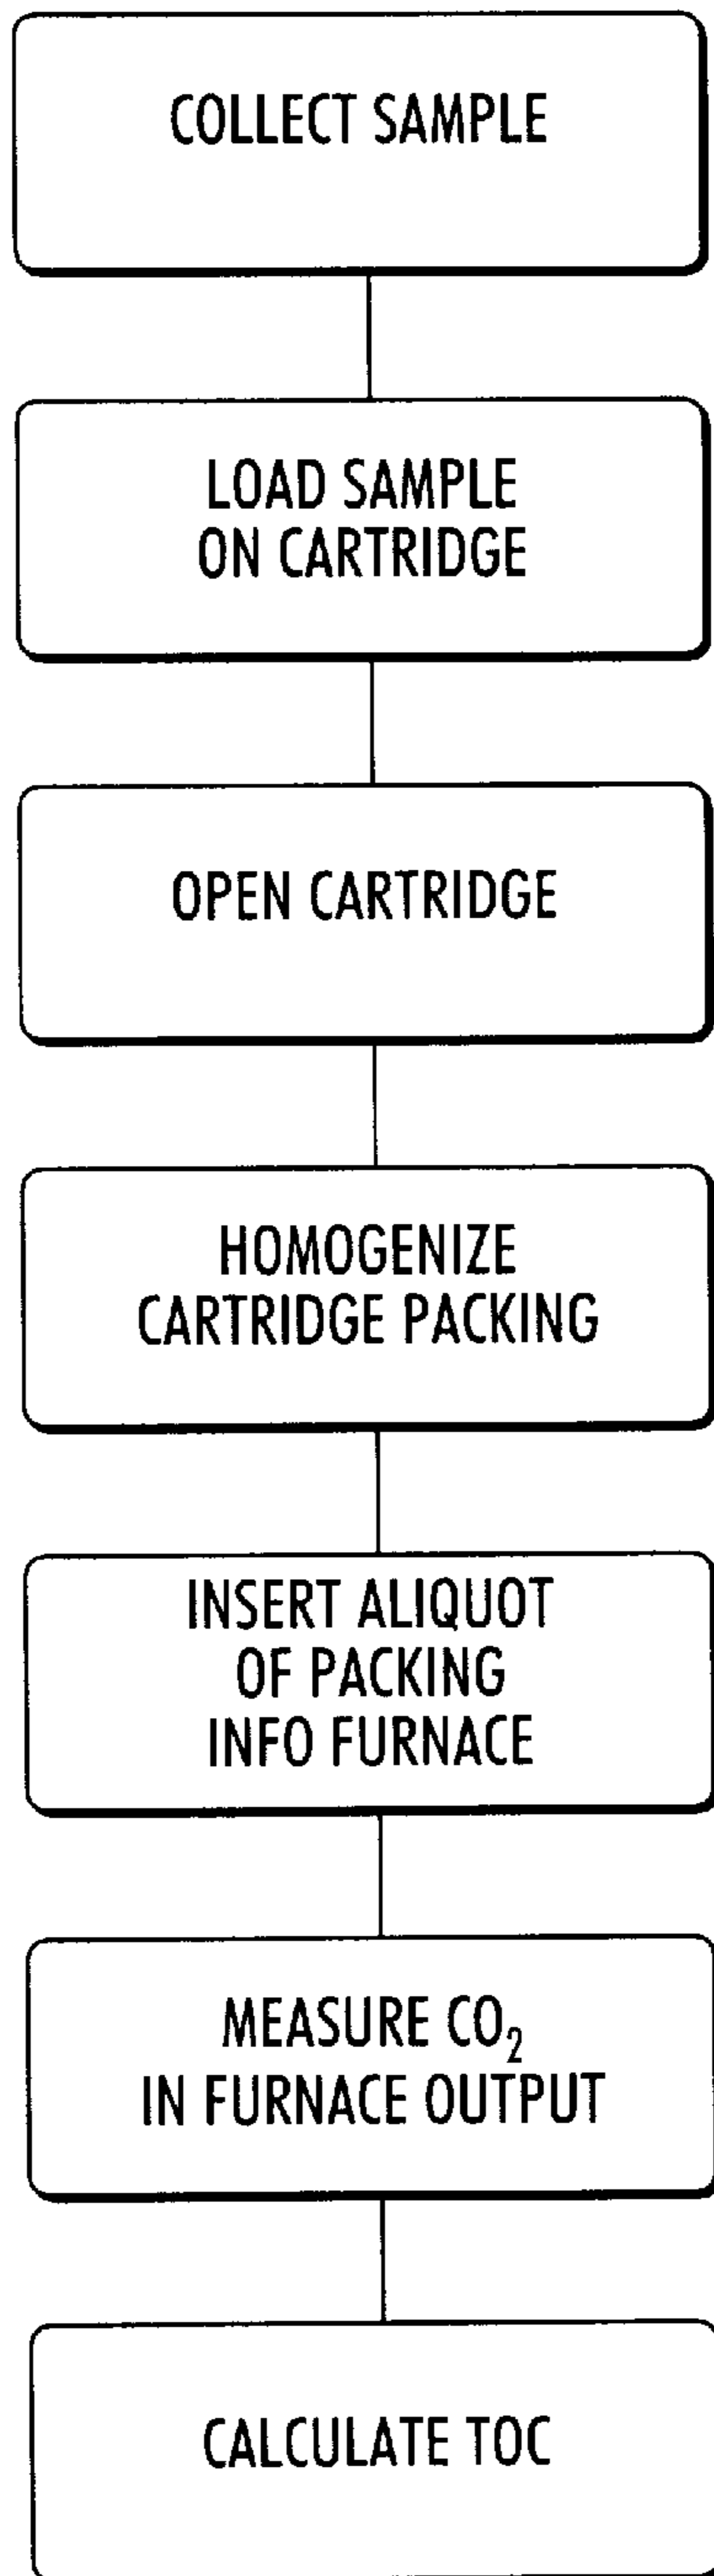 COLLECT SAMPLE
LOAD SAMPLE
ON CARTRIDGE
OPEN CARTRIDGE
HOMOGENIZE
CARTRIDGE PACKING
INSERT ALIQUOT
OF PACKING
INFO FURNACE
MEASURE CO₂
IN FURNACE OUTPUT
CALCULATE TOC